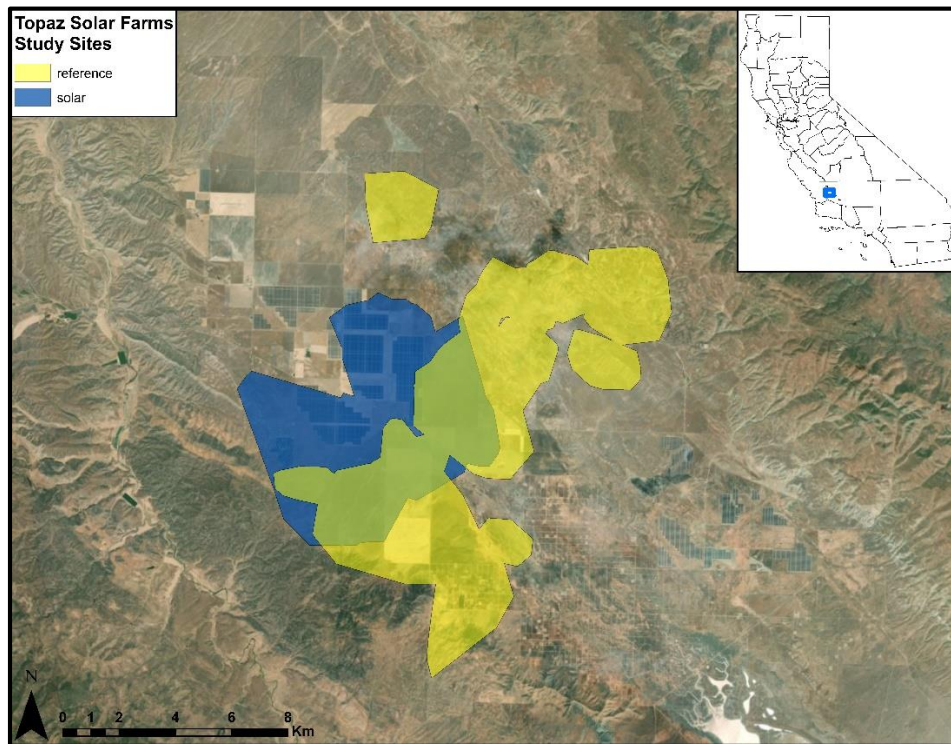 Topaz Solar Farms
Study Sites
reference
solar
N
0 1 2 4 6 8
Km